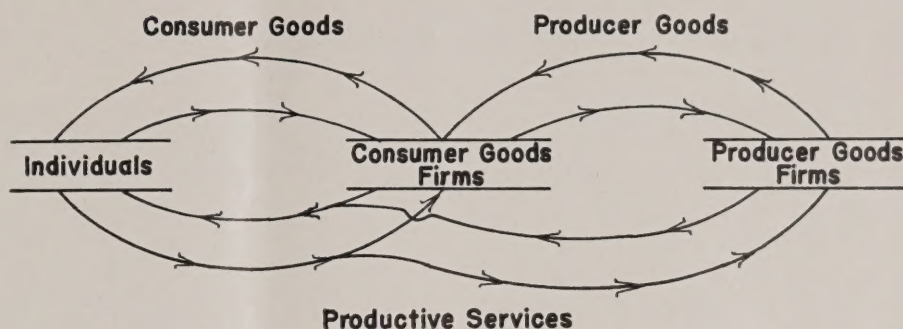 Consumer Goods
Producer Goods
Individuals
Consumer Goods
Firms
Producer Goods
Firms
Productive Services